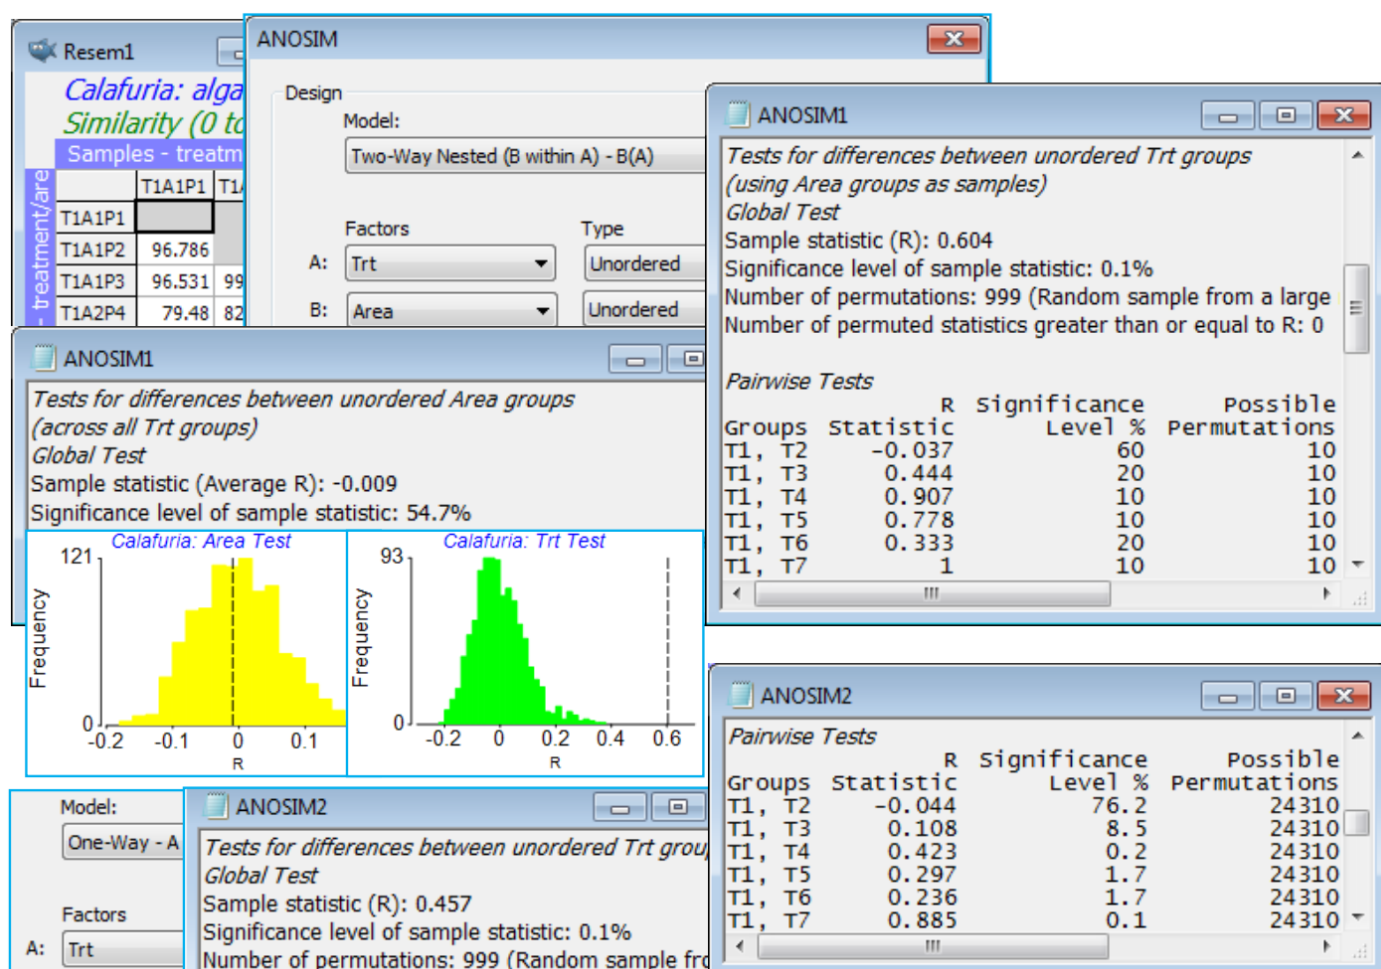 Resem1
Calafuria: alga
Similarity (0 to
Samples - treatm
- treatment/are
T1A1P1 T1A
T1A1P1
T1A1P2 96.786
T1A1P3 96.531 99
T1A2P4 79.48 82
ANOSIM
Design
Model:
Two-Way Nested (B within A) - B(A)
Factors Type
A: Trt Unordered
B: Area Unordered
ANOSIM1
Tests for differences between unordered Trt groups
(using Area groups as samples)
Global Test
Sample statistic (R): 0.604
Significance level of sample statistic: 0.1%
Number of permutations: 999 (Random sample from a large
Number of permuted statistics greater than or equal to R: 0
Pairwise Tests
R Significance Possible
Groups Statistic Level % Permutations
T1, T2 -0.037 60 10
T1, T3 0.444 20 10
T1, T4 0.907 10 10
T1, T5 0.778 10 10
T1, T6 0.333 20 10
T1, T7 1 10 10
ANOSIM1
Tests for differences between unordered Area groups
(across all Trt groups)
Global Test
Sample statistic (Average R): -0.009
Significance level of sample statistic: 54.7%
Calafuria: Area Test
121
Frequency
0
-0.2 -0.1 0 0.1
R
Calafuria: Trt Test
93
Frequency
0
-0.2 0 0.2 0.4 0.6
R
Model:
One-Way - A
Factors
A: Trt
ANOSIM2
Tests for differences between unordered Trt grou
Global Test
Sample statistic (R): 0.457
Significance level of sample statistic: 0.1%
Number of permutations: 999 (Random sample fro
ANOSIM2
Pairwise Tests
R Significance Possible
Groups Statistic Level % Permutations
T1, T2 -0.044 76.2 24310
T1, T3 0.108 8.5 24310
T1, T4 0.423 0.2 24310
T1, T5 0.297 1.7 24310
T1, T6 0.236 1.7 24310
T1, T7 0.885 0.1 24310